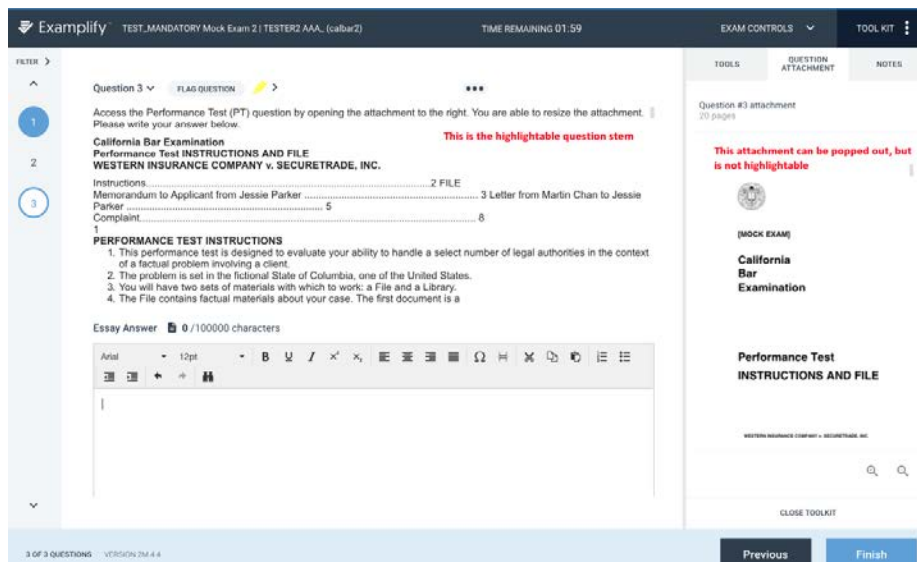 Examplify TEST_MANDATORY Mock Exam 2 | TESTER2 AAA_ (calbar2) TIME REMAINING 01:59 EXAM CONTROLS TOOL KIT
FILTER
1
2
3
Question 3 FLAG QUESTION
Access the Performance Test (PT) question by opening the attachment to the right. You are able to resize the attachment.
Please write your answer below.
This is the highlightable question stem
California Bar Examination
Performance Test INSTRUCTIONS AND FILE
WESTERN INSURANCE COMPANY v. SECURETRADE, INC.
Instructions....................................................................................................2 FILE
Memorandum to Applicant from Jessie Parker .......................................................... 3 Letter from Martin Chan to Jessie
Parker .................................................................. 5
Complaint.................................................................................................................. 8
1
PERFORMANCE TEST INSTRUCTIONS
1. This performance test is designed to evaluate your ability to handle a select number of legal authorities in the context
of a factual problem involving a client.
2. The problem is set in the fictional State of Columbia, one of the United States.
3. You will have two sets of materials with which to work: a File and a Library.
4. The File contains factual materials about your case. The first document is a
Essay Answer 0 /100000 characters
Arial 12pt B U I x² x₂ Ω
TOOLS QUESTION ATTACHMENT NOTES
Question #3 attachment
20 pages
This attachment can be popped out, but
is not highlightable
[MOCK EXAM]
California
Bar
Examination
Performance Test
INSTRUCTIONS AND FILE
WESTERN INSURANCE COMPANY v. SECURETRADE, INC.
CLOSE TOOLKIT
3 OF 3 QUESTIONS VERSION 2M.4.4
Previous Finish